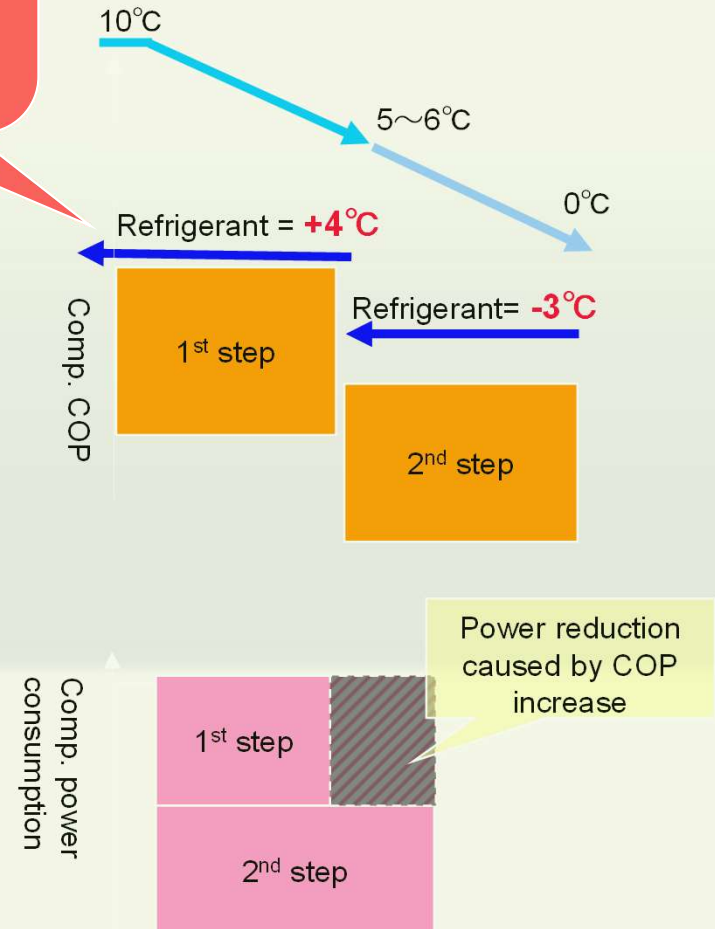 10℃
5～6℃
0℃
Refrigerant = +4℃
Refrigerant= -3℃
Comp. COP
1st step
2nd step
Power reduction
caused by COP
increase
Comp. power
consumption
1st step
2nd step